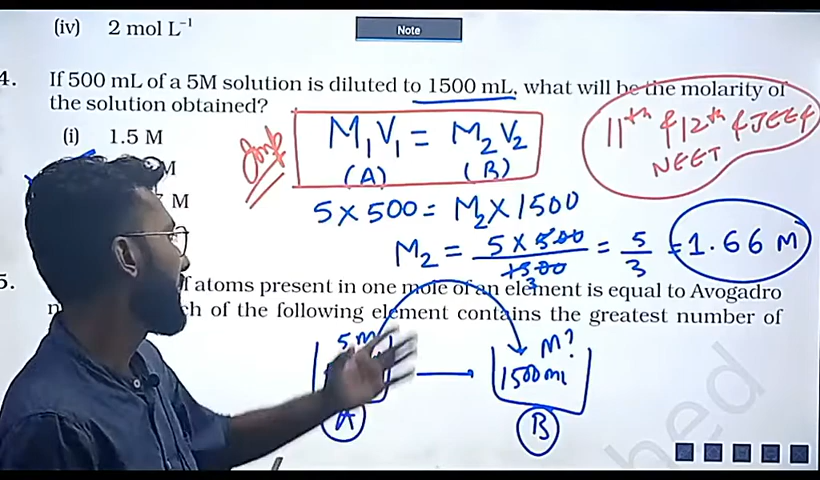 (iv) 2 mol L⁻¹
Note
4. If 500 mL of a 5M solution is diluted to 1500 mL, what will be the molarity of
the solution obtained?
(i) 1.5 M
M
M
Imp
M₁V₁ = M₂V₂
(A) (B)
11th & 12th & JEE &
NEET
5 × 500 = M₂ × 1500
M₂ = 5 × 500 / 1500 = 5/3 = 1.66 M
3
5. f atoms present in one mole of an element is equal to Avogadro
ch of the following element contains the greatest number of
5M
M?
1500 ml
A
B
hed